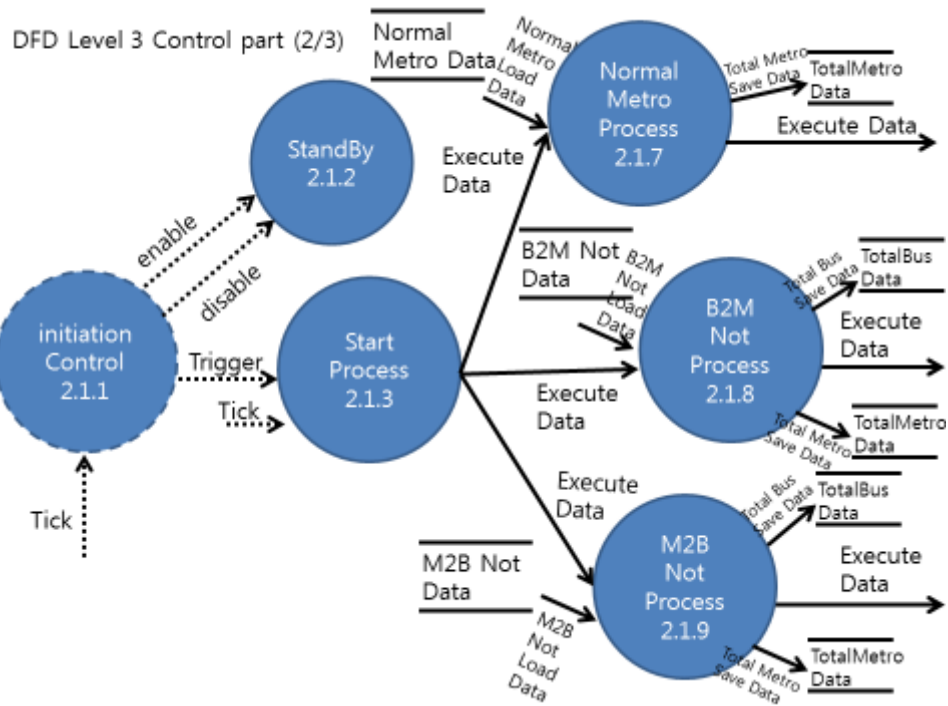 DFD Level 3 Control part (2/3)
Normal
Metro Data
Normal
Metro
Load
Data
Normal
Metro
Process
2.1.7
Total Metro
Save Data
TotalMetro
Data
Execute Data
StandBy
2.1.2
Execute
Data
enable
disable
B2M Not
Data
B2M
Not
Load
Data
B2M
Not
Process
2.1.8
Total Bus
Save Data
TotalBus
Data
Execute
Data
initiation
Control
2.1.1
Trigger
Start
Process
2.1.3
Tick
Execute
Data
Total Metro
Save Data
TotalMetro
Data
Tick
Execute
Data
M2B Not
Data
M2B
Not
Load
Data
M2B
Not
Process
2.1.9
Total Bus
Save Data
TotalBus
Data
Execute
Data
Total Metro
Save Data
TotalMetro
Data